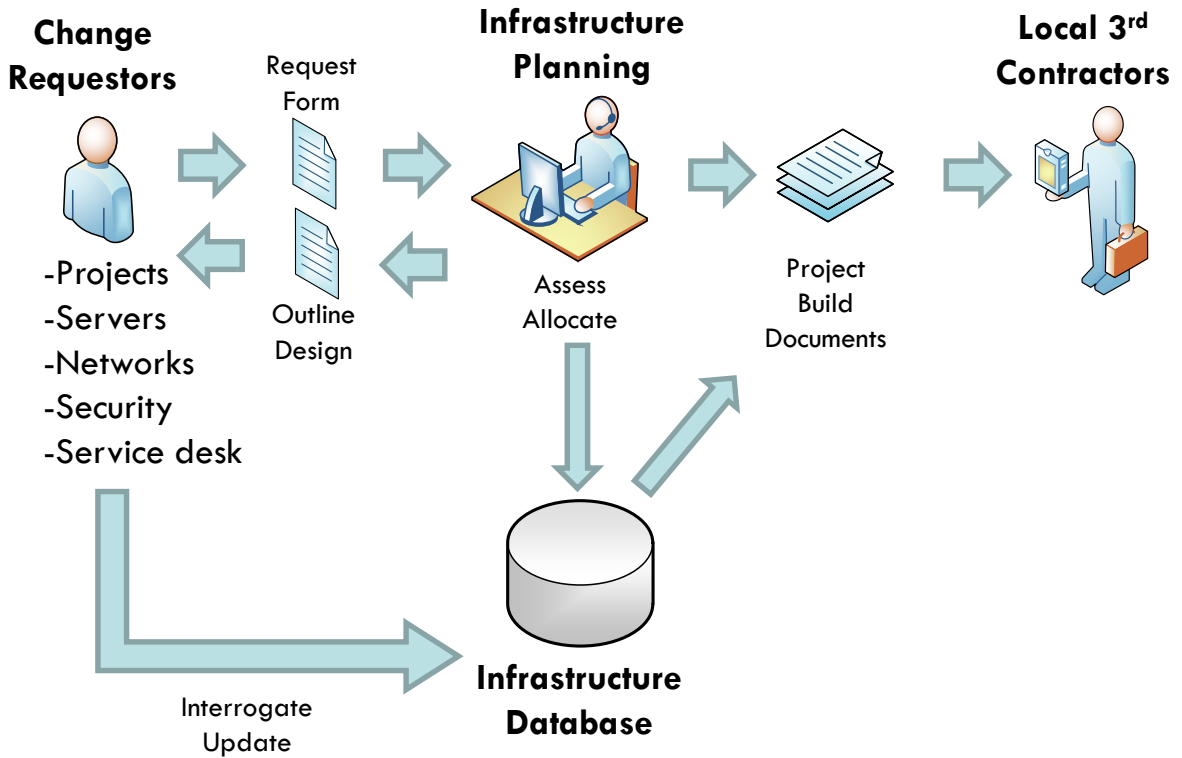 Change
Requestors
Request
Form
Infrastructure
Planning
Local 3rd
Contractors
-Projects
-Servers
-Networks
-Security
-Service desk
Outline
Design
Assess
Allocate
Project
Build
Documents
Interrogate
Update
Infrastructure
Database